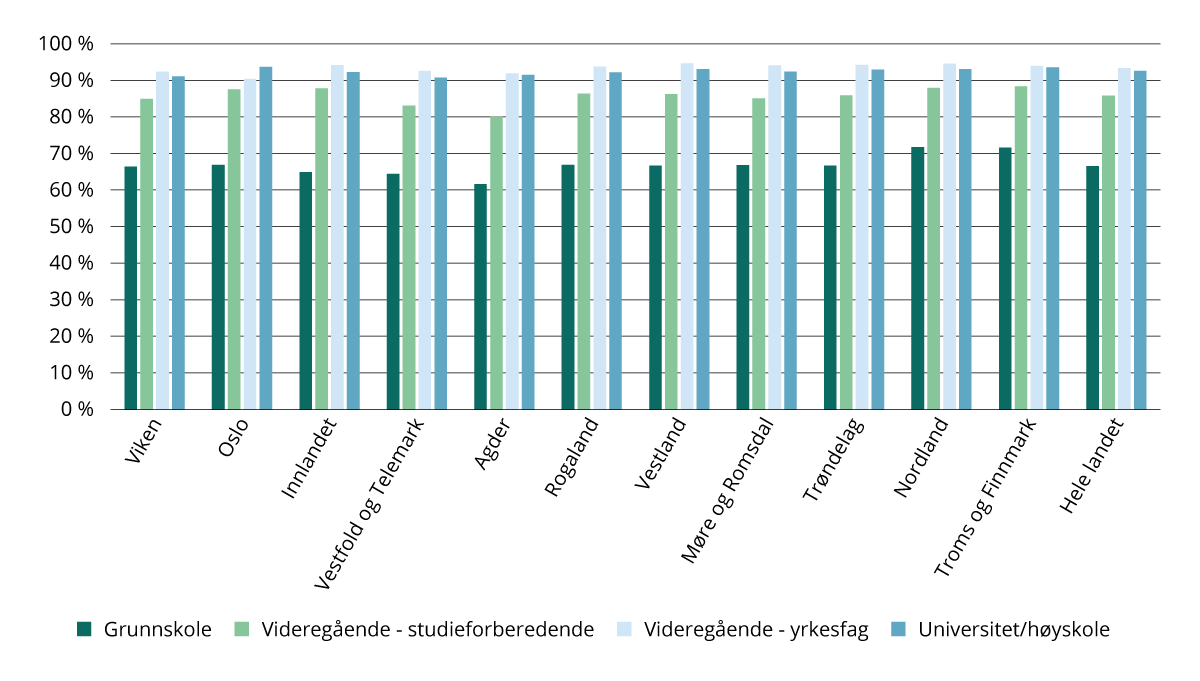 100 %
90 %
80 %
70 %
60 %
50 %
40 %
30 %
20 %
10 %
0 %
Viken
Oslo
Innlandet
Vestfold og Telemark
Agder
Rogaland
Vestland
Møre og Romsdal
Trøndelag
Nordland
Troms og Finnmark
Hele landet
Grunnskole
Videregående - studieforberedende
Videregående - yrkesfag
Universitet/høyskole